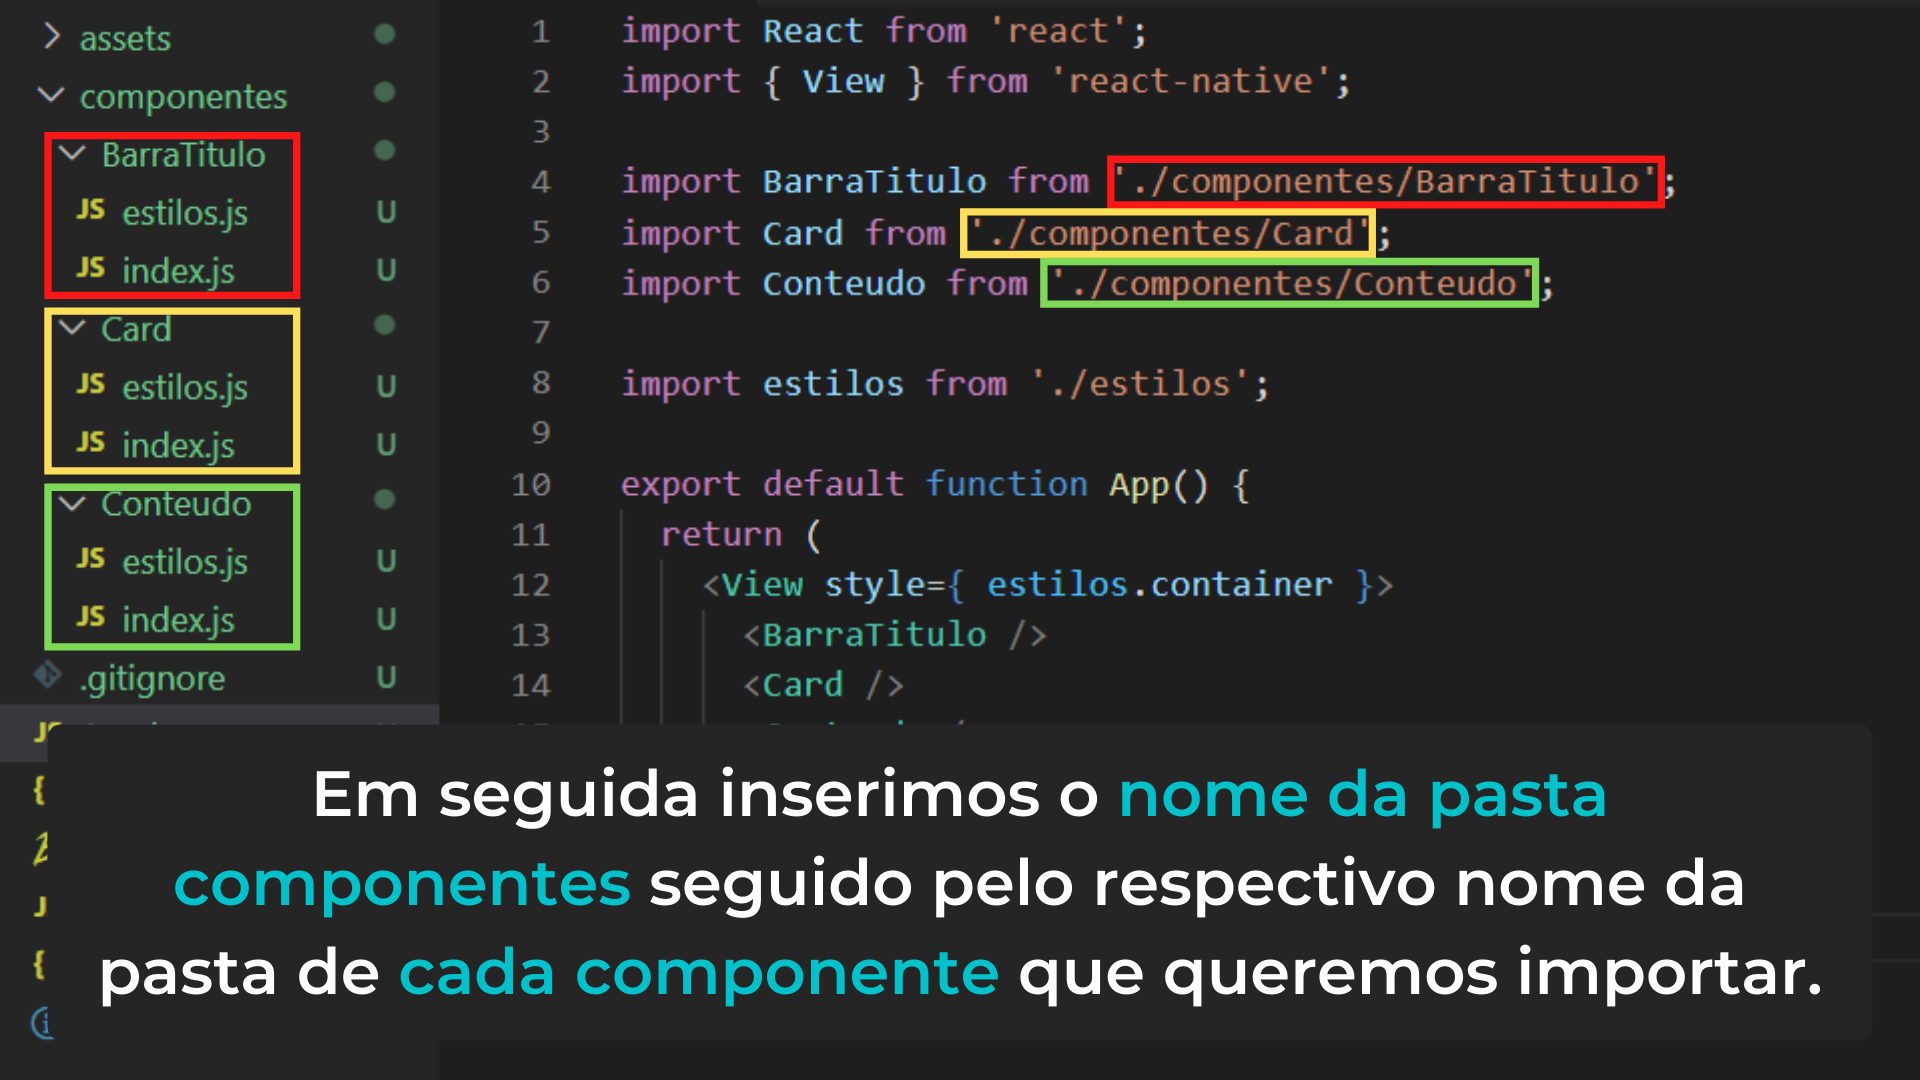 assets
componentes
BarraTitulo
JS estilos.js U
JS index.js U
Card
JS estilos.js U
JS index.js U
Conteudo
JS estilos.js U
JS index.js U
.gitignore U
1 import React from 'react';
2 import { View } from 'react-native';
3
4 import BarraTitulo from './componentes/BarraTitulo';
5 import Card from './componentes/Card';
6 import Conteudo from './componentes/Conteudo';
7
8 import estilos from './estilos';
9
10 export default function App() {
11 return (
12 <View style={ estilos.container }>
13 <BarraTitulo />
14 <Card />
Em seguida inserimos o nome da pasta
componentes seguido pelo respectivo nome da
pasta de cada componente que queremos importar.